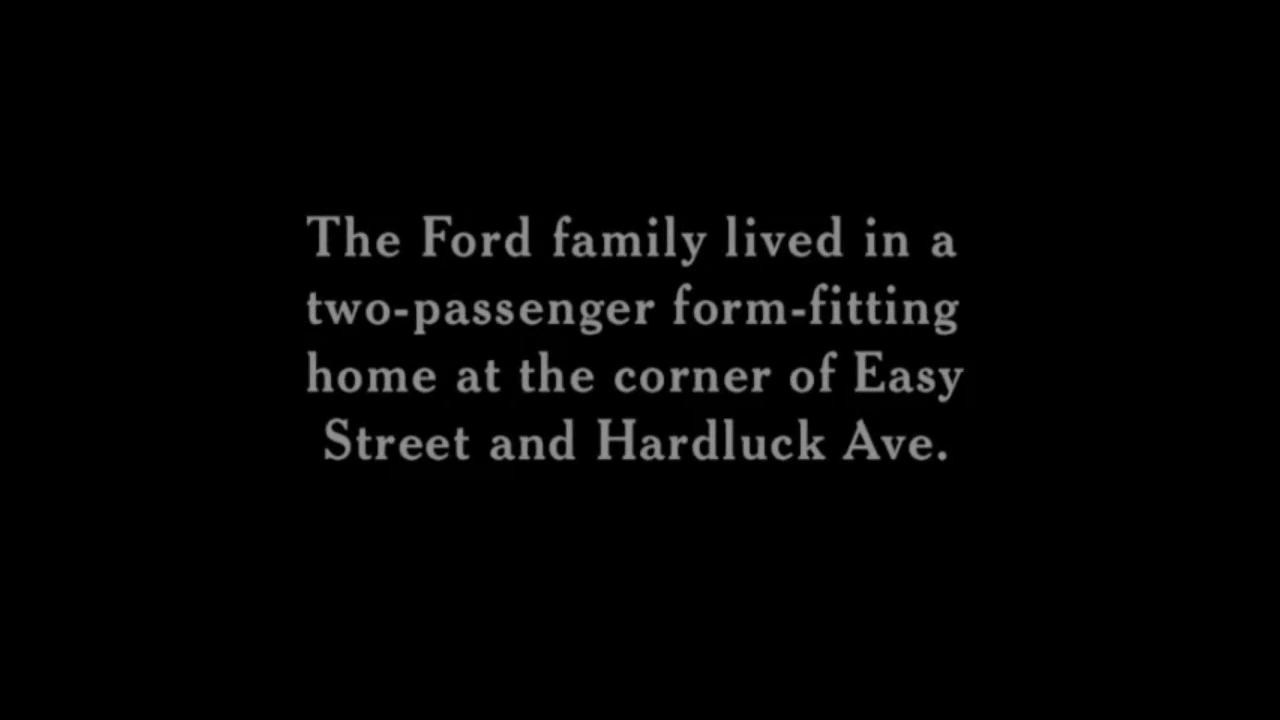 The Ford family lived in a
two-passenger form-fitting
home at the corner of Easy
Street and Hardluck Ave.